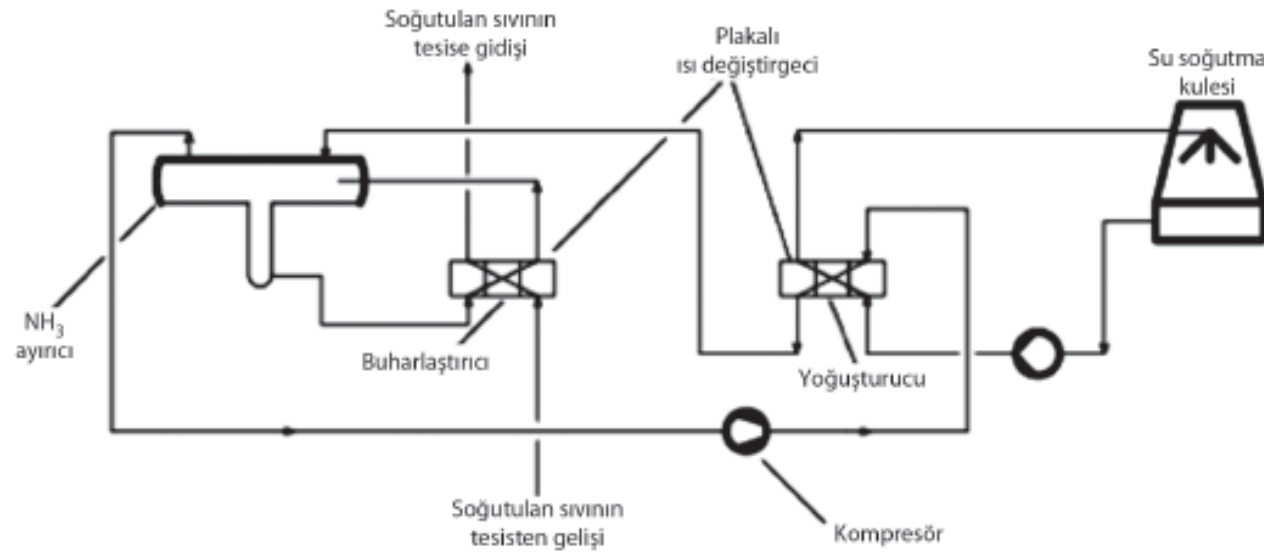 Soğutulan sıvının
tesise gidişi
Plakalı
ısı değiştirgeci
Su soğutma
kulesi
NH3
ayırıcı
Buharlaştırıcı
Yoğuşturucu
Soğutulan sıvının
tesisten gelişi
Kompresör